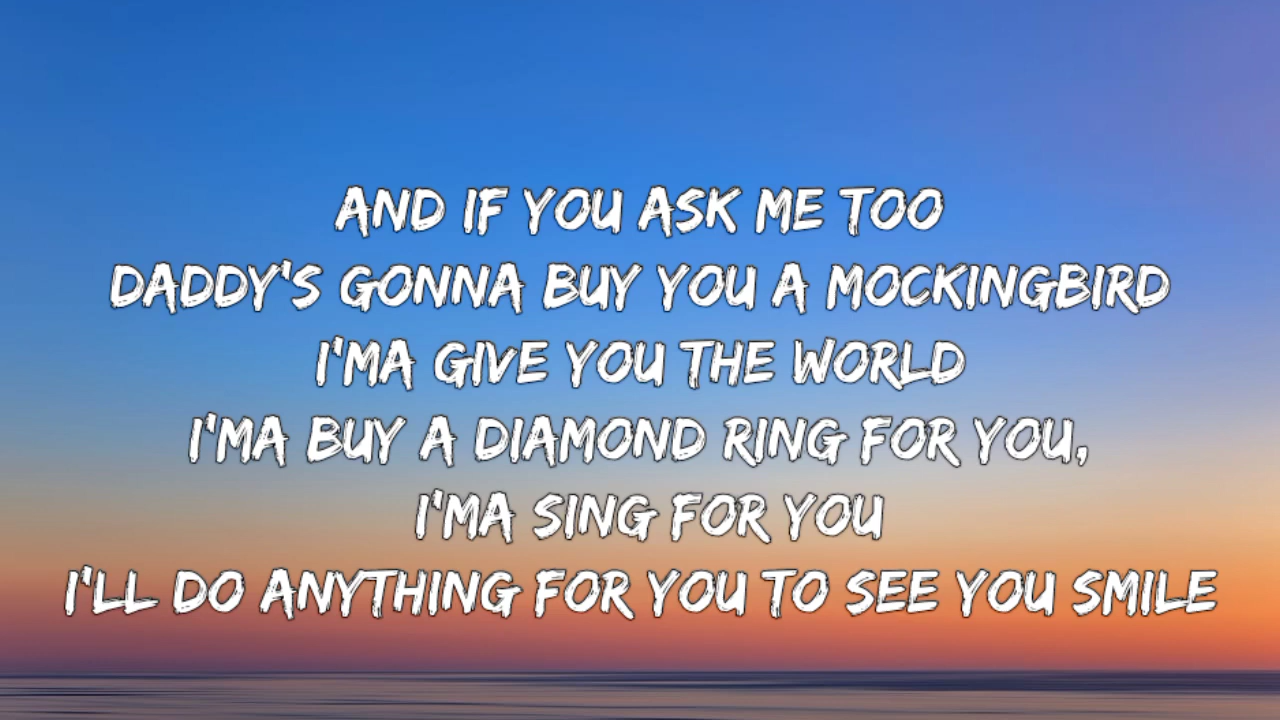 AND IF YOU ASK ME TOO
DADDY'S GONNA BUY YOU A MOCKINGBIRD
I'MA GIVE YOU THE WORLD
I'MA BUY A DIAMOND RING FOR YOU,
I'MA SING FOR YOU
I'LL DO ANYTHING FOR YOU TO SEE YOU SMILE